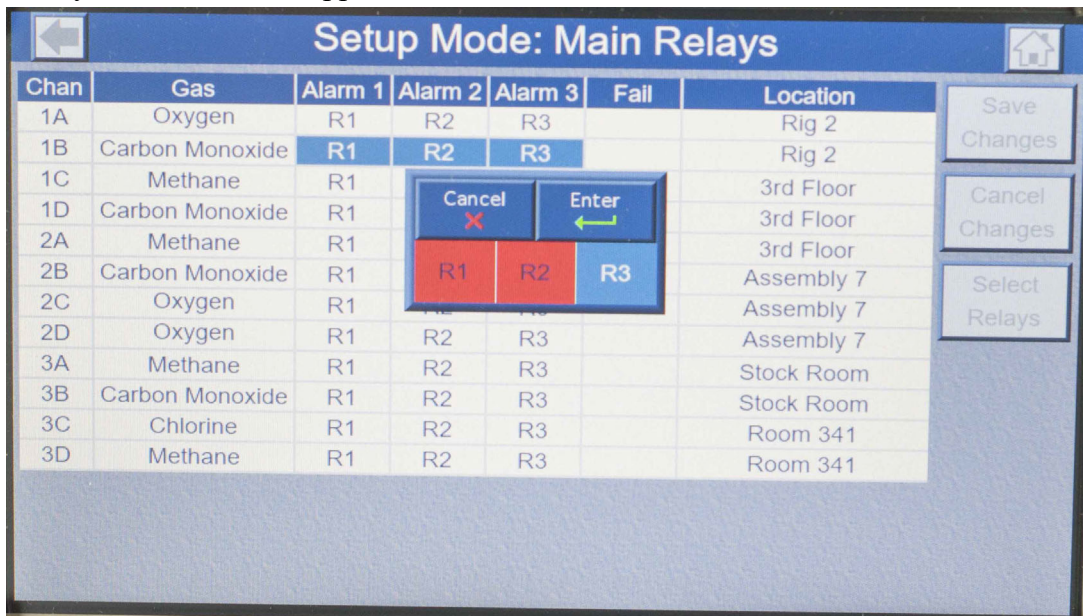 Setup Mode: Main Relays
Chan Gas Alarm 1 Alarm 2 Alarm 3 Fail Location
1A Oxygen R1 R2 R3 Rig 2
1B Carbon Monoxide R1 R2 R3 Rig 2
1C Methane R1 3rd Floor
1D Carbon Monoxide R1 3rd Floor
2A Methane R1 3rd Floor
2B Carbon Monoxide R1 Assembly 7
2C Oxygen R1 Assembly 7
2D Oxygen R1 R2 R3 Assembly 7
3A Methane R1 R2 R3 Stock Room
3B Carbon Monoxide R1 R2 R3 Stock Room
3C Chlorine R1 R2 R3 Room 341
3D Methane R1 R2 R3 Room 341
Cancel Enter
R1 R2 R3
Save
Changes
Cancel
Changes
Select
Relays